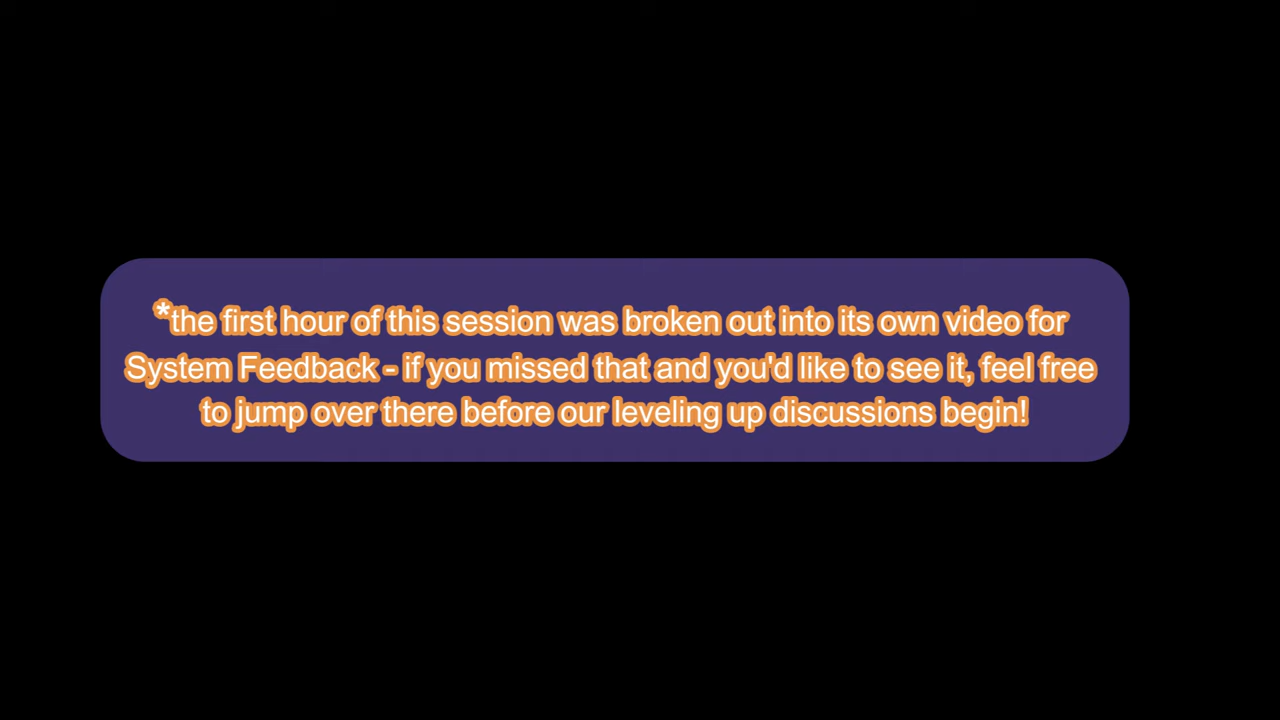 *the first hour of this session was broken out into its own video for
System Feedback - if you missed that and you'd like to see it, feel free
to jump over there before our leveling up discussions begin!